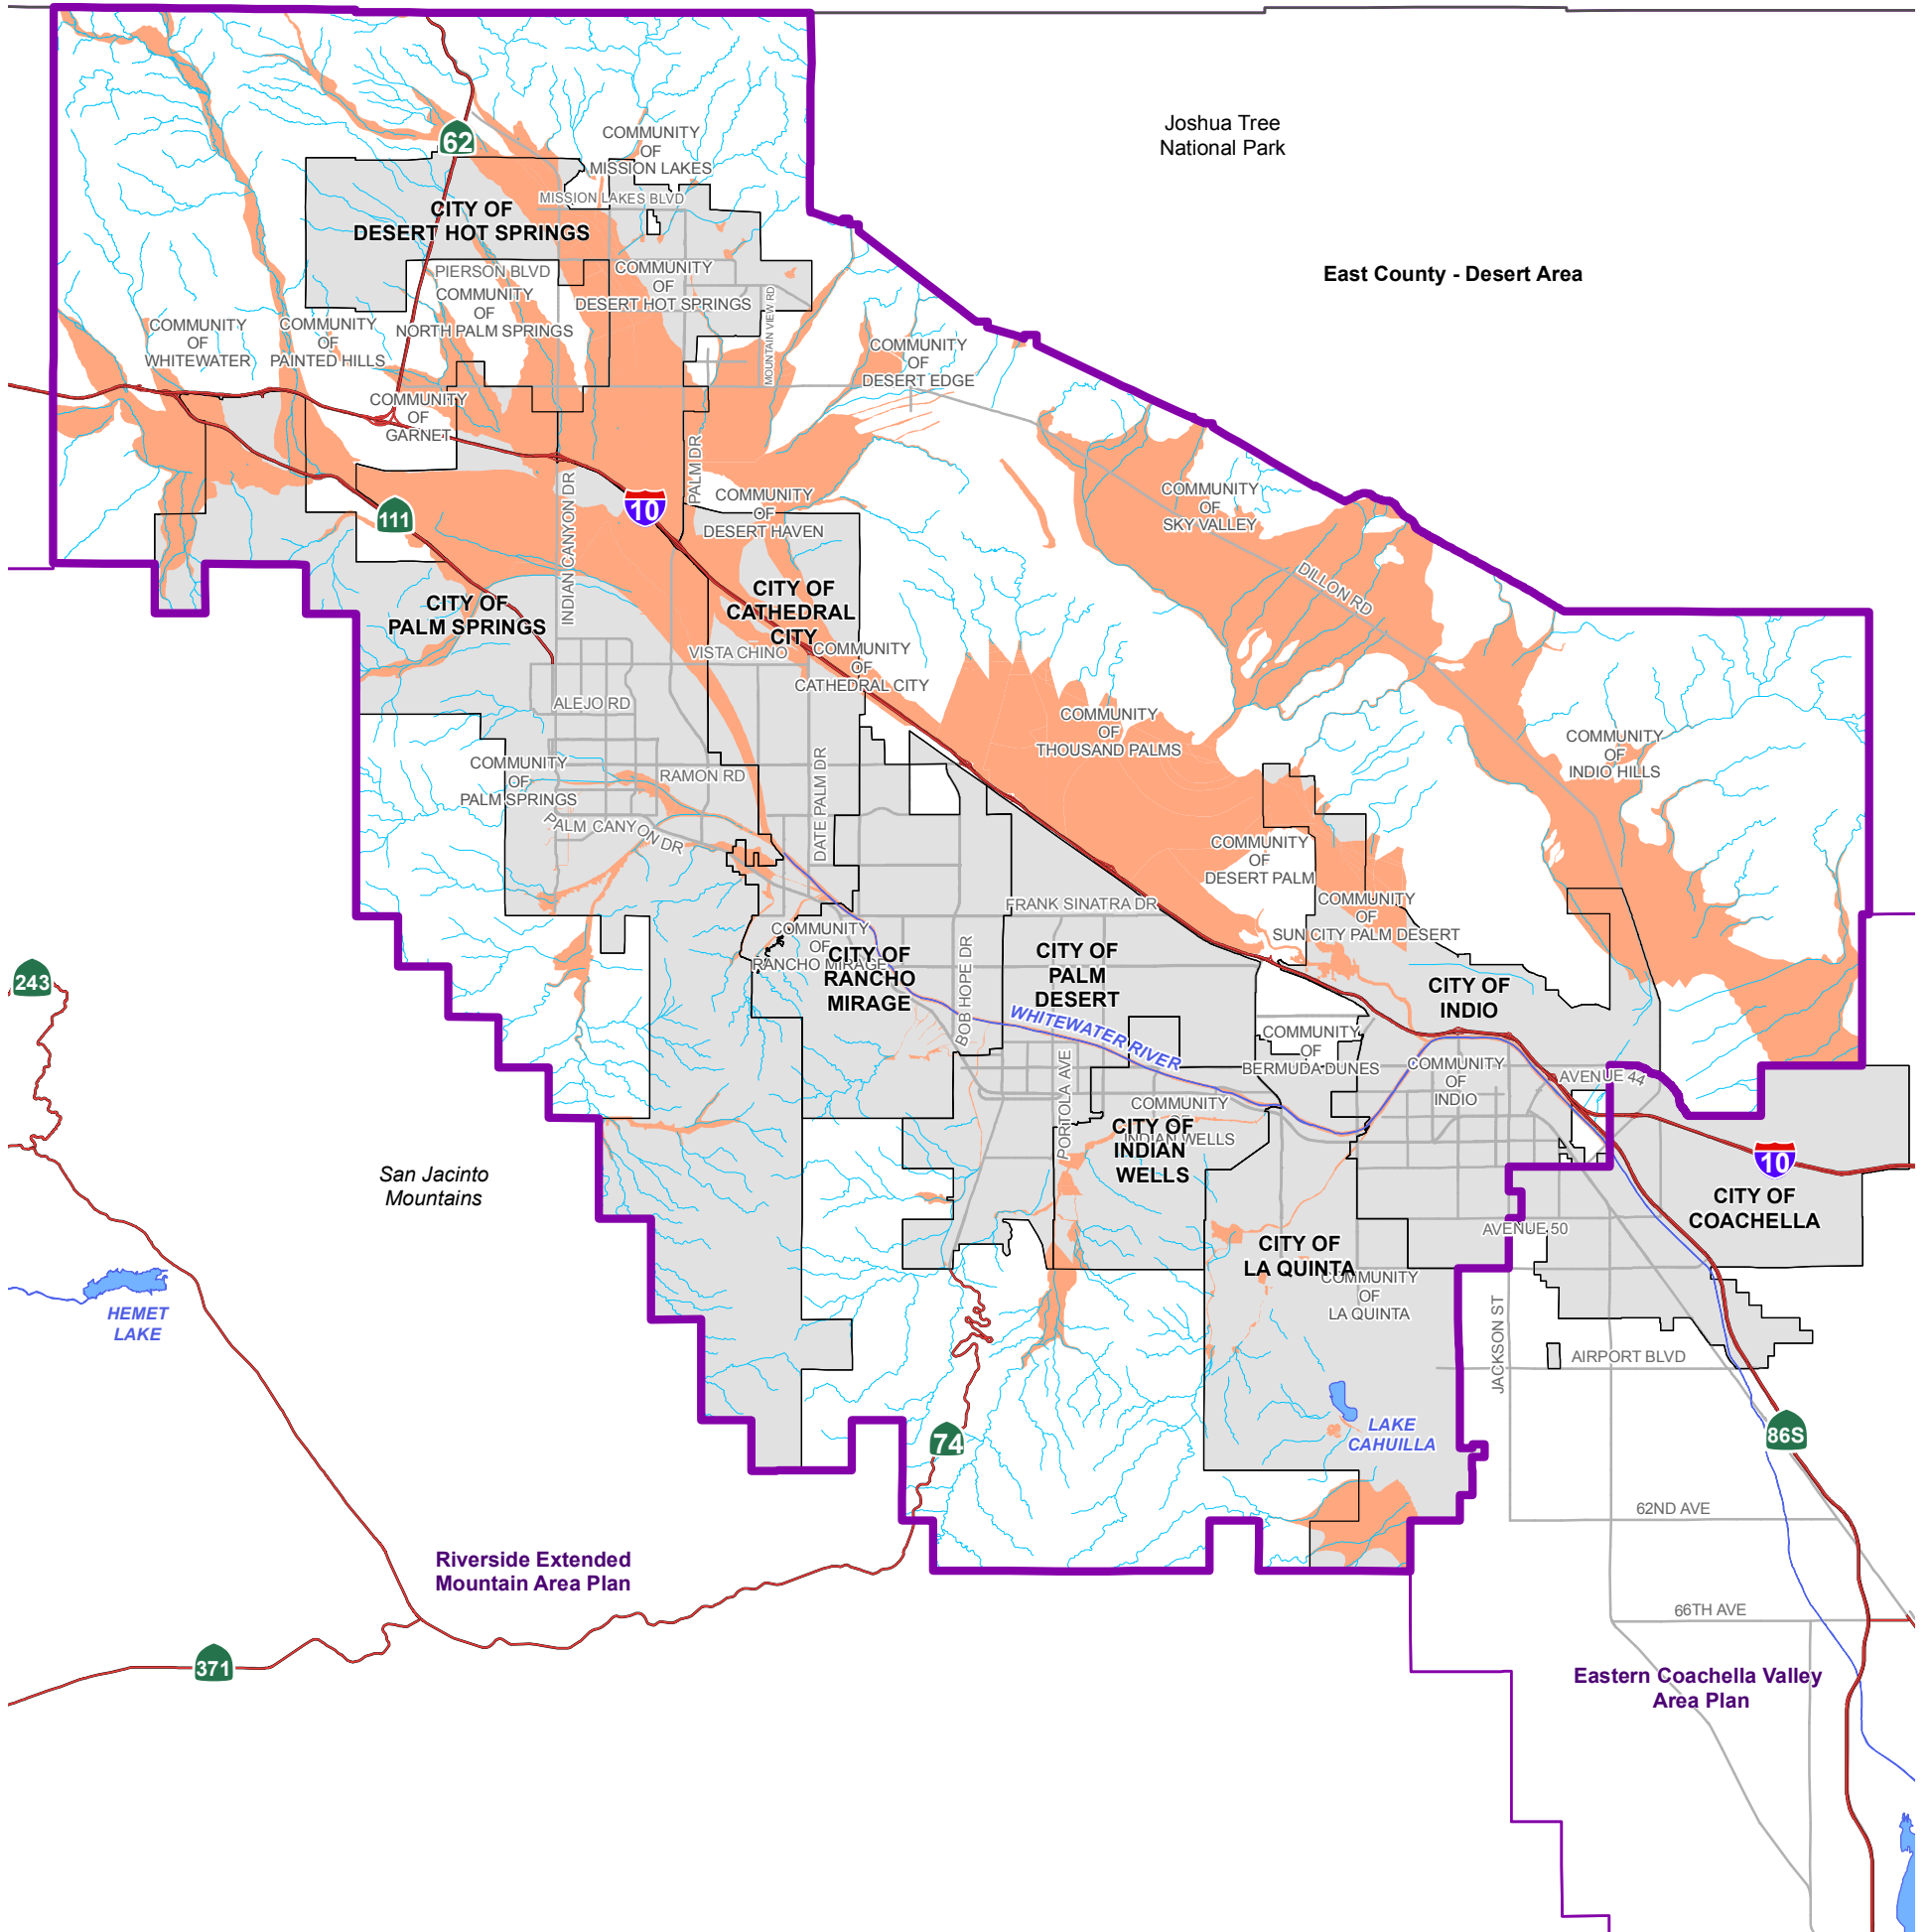 Joshua Tree
National Park
62
COMMUNITY
OF
MISSION LAKES
MISSION LAKES BLVD
CITY OF
DESERT HOT SPRINGS
East County - Desert Area
PIERSON BLVD
COMMUNITY
OF
DESERT HOT SPRINGS
COMMUNITY
OF
NORTH PALM SPRINGS
MOUNTAIN VIEW RD
COMMUNITY
OF
WHITEWATER
COMMUNITY
OF
PAINTED HILLS
COMMUNITY
OF
DESERT EDGE
COMMUNITY
OF
GARNET
PALM DR
INDIAN CANYON DR
10
111
COMMUNITY
OF
DESERT HAVEN
COMMUNITY
OF
SKY VALLEY
DILLON RD
CITY OF
PALM SPRINGS
CITY OF
CATHEDRAL
CITY
VISTA CHINO
COMMUNITY
OF
CATHEDRAL CITY
ALEJO RD
COMMUNITY
OF
THOUSAND PALMS
COMMUNITY
OF
INDIO HILLS
COMMUNITY
OF
PALM SPRINGS
RAMON RD
DATE PALM DR
PALM CANYON DR
COMMUNITY
OF
DESERT PALM
FRANK SINATRA DR
COMMUNITY
OF
SUN CITY PALM DESERT
COMMUNITY
OF
RANCHO MIRAGE
CITY OF
RANCHO
MIRAGE
BOB HOPE DR
CITY OF
PALM
DESERT
CITY OF
INDIO
243
WHITEWATER RIVER
COMMUNITY
OF
BERMUDA DUNES
COMMUNITY
OF
INDIO
AVENUE 44
PORTOLA AVE
COMMUNITY
OF
INDIAN WELLS
CITY OF
INDIAN
WELLS
10
San Jacinto
Mountains
CITY OF
COACHELLA
AVENUE 50
CITY OF
LA QUINTA
COMMUNITY
OF
LA QUINTA
HEMET
LAKE
JACKSON ST
AIRPORT BLVD
LAKE
CAHUILLA
74
86S
62ND AVE
Riverside Extended
Mountain Area Plan
66TH AVE
371
Eastern Coachella Valley
Area Plan